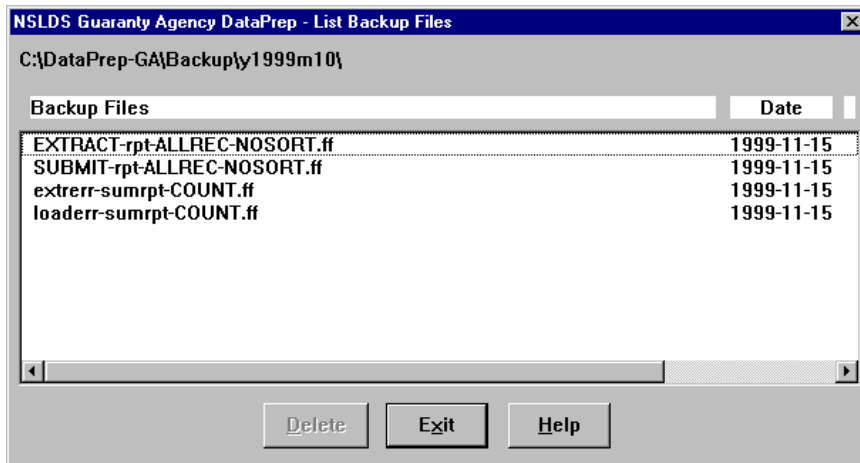 NSLDS Guaranty Agency DataPrep - List Backup Files
C:\DataPrep-GA\Backup\y1999m10\
Backup Files Date
EXTRACT-rpt-ALLREC-NOSORT.ff 1999-11-15
SUBMIT-rpt-ALLREC-NOSORT.ff 1999-11-15
extrerr-sumrpt-COUNT.ff 1999-11-15
loaderr-sumrpt-COUNT.ff 1999-11-15
Delete Exit Help